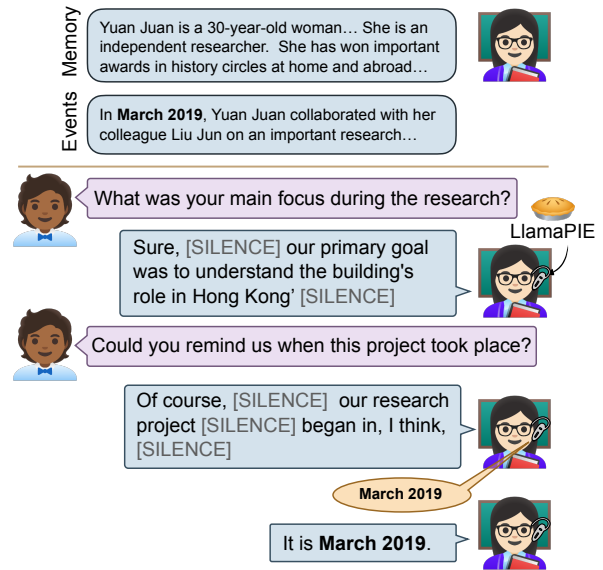 Memory
Yuan Juan is a 30-year-old woman… She is an
independent researcher.  She has won important
awards in history circles at home and abroad…
Events
In March 2019, Yuan Juan collaborated with her
colleague Liu Jun on an important research…
What was your main focus during the research?
LlamaPIE
Sure, [SILENCE] our primary goal
was to understand the building's
role in Hong Kong’ [SILENCE]
Could you remind us when this project took place?
Of course, [SILENCE]  our research
project [SILENCE] began in, I think,
[SILENCE]
March 2019
It is March 2019.